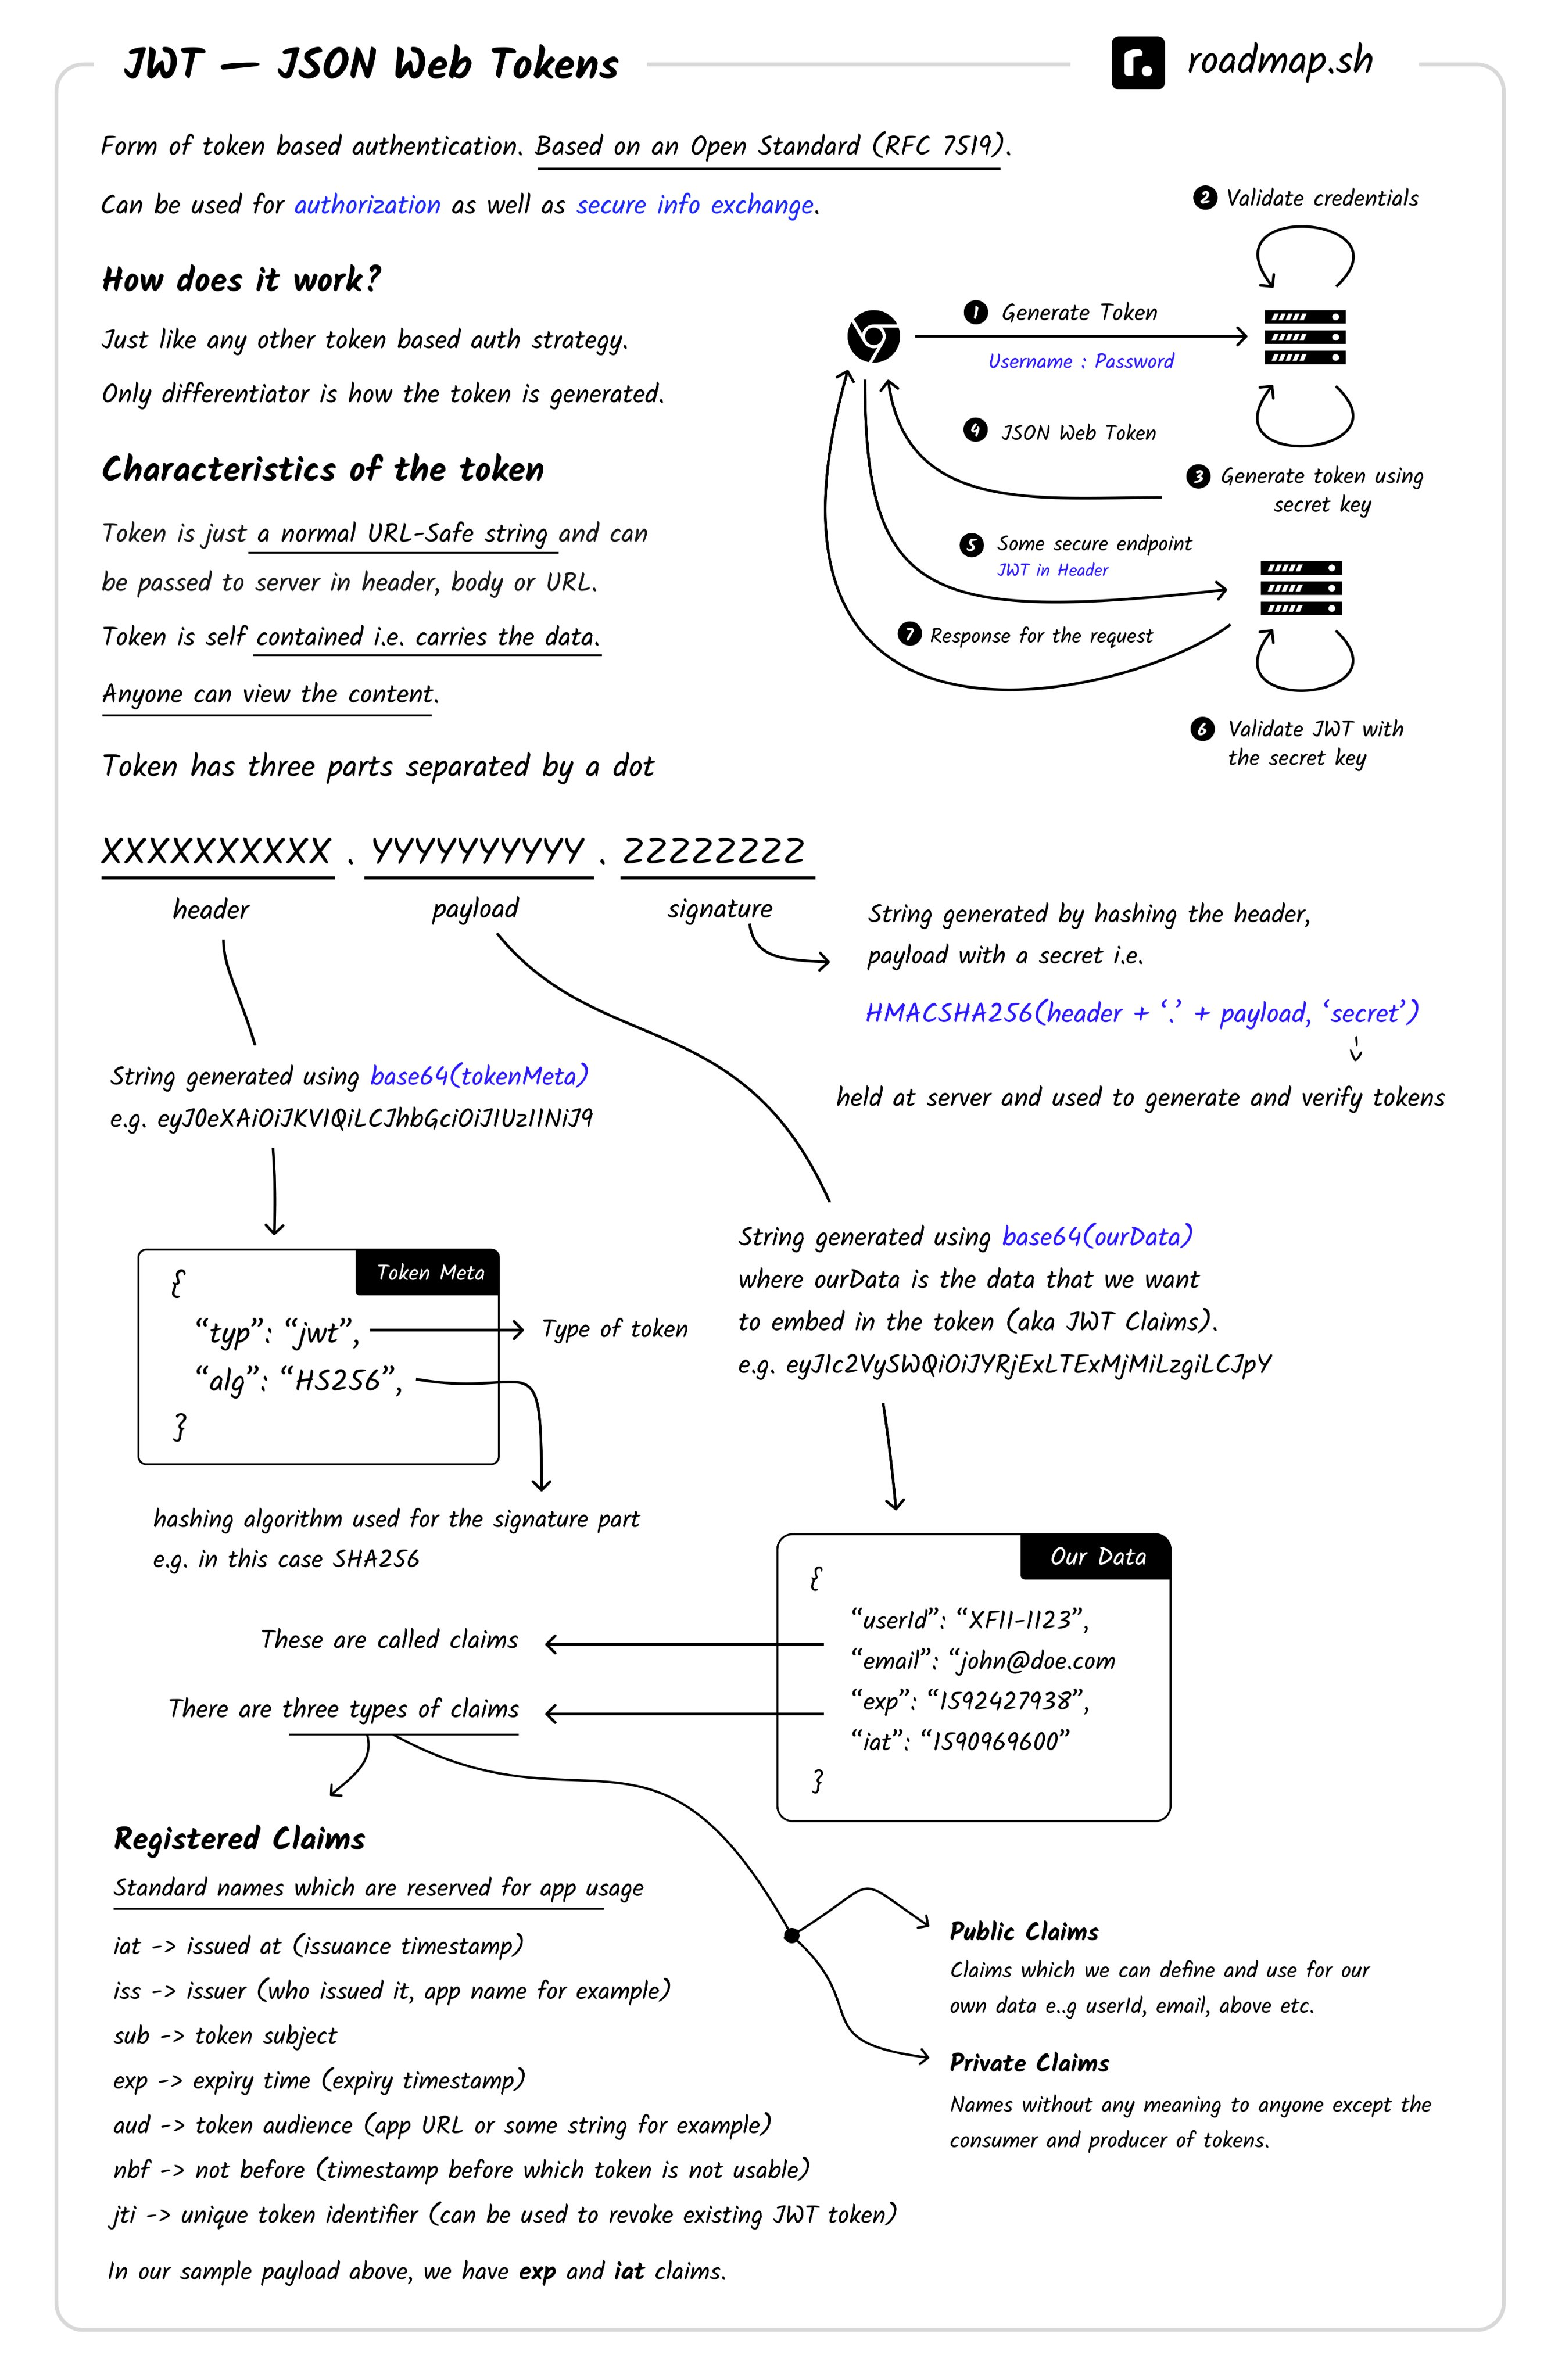 JWT — JSON Web Tokens
r. roadmap.sh
Form of token based authentication. Based on an Open Standard (RFC 7519).
Can be used for authorization as well as secure info exchange.
How does it work?
Just like any other token based auth strategy.
Only differentiator is how the token is generated.
Characteristics of the token
Token is just a normal URL-Safe string and can
be passed to server in header, body or URL.
Token is self contained i.e. carries the data.
Anyone can view the content.
2 Validate credentials
1 Generate Token
Username : Password
4 JSON Web Token
3 Generate token using
secret key
5 Some secure endpoint
JWT in Header
7 Response for the request
6 Validate JWT with
the secret key
Token has three parts separated by a dot
XXXXXXXXXX . YYYYYYYYYY . ZZZZZZZZ
header
payload
signature
String generated by hashing the header,
payload with a secret i.e.
HMACSHA256(header + ‘.’ + payload, ‘secret’)
held at server and used to generate and verify tokens
String generated using base64(tokenMeta)
e.g. eyJ0eXAiOiJKV1QiLCJhbGciOiJIUzI1NiJ9
Token Meta
{
“typ”: “jwt”,
“alg”: “HS256”,
}
Type of token
hashing algorithm used for the signature part
e.g. in this case SHA256
String generated using base64(ourData)
where ourData is the data that we want
to embed in the token (aka JWT Claims).
e.g. eyJ1c2VySWQiOiJYRjExLTExMjMiLzgiLCJpY
Our Data
{
“userId”: “XF11-1123”,
“email”: “john@doe.com
“exp”: “1592427938”,
“iat”: “1590969600”
}
These are called claims
There are three types of claims
Registered Claims
Standard names which are reserved for app usage
iat -> issued at (issuance timestamp)
iss -> issuer (who issued it, app name for example)
sub -> token subject
exp -> expiry time (expiry timestamp)
aud -> token audience (app URL or some string for example)
nbf -> not before (timestamp before which token is not usable)
jti -> unique token identifier (can be used to revoke existing JWT token)
In our sample payload above, we have exp and iat claims.
Public Claims
Claims which we can define and use for our
own data e..g userId, email, above etc.
Private Claims
Names without any meaning to anyone except the
consumer and producer of tokens.